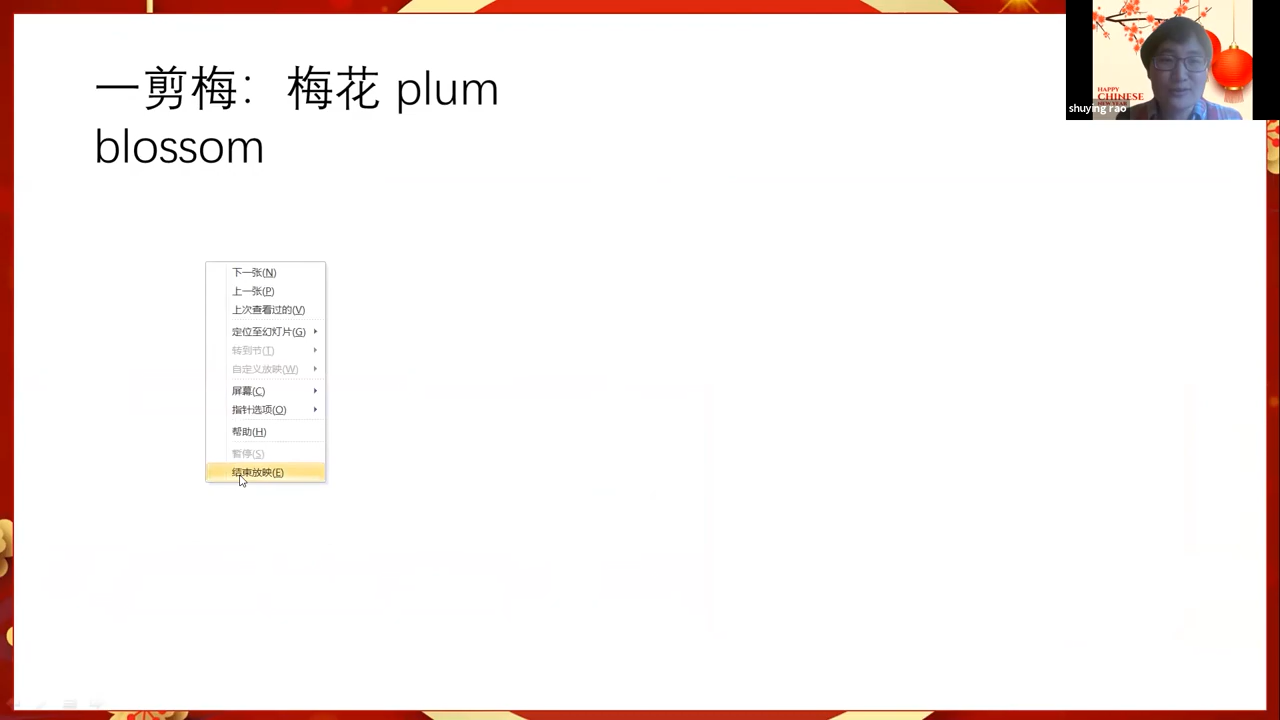 一剪梅：梅花 plum
blossom
HAPPY
CHINESE
NEW YEAR
shuying rao
下一张(N)
上一张(P)
上次查看过的(V)
定位至幻灯片(G)
转到节(T)
自定义放映(W)
屏幕(C)
指针选项(O)
帮助(H)
暂停(S)
结束放映(E)